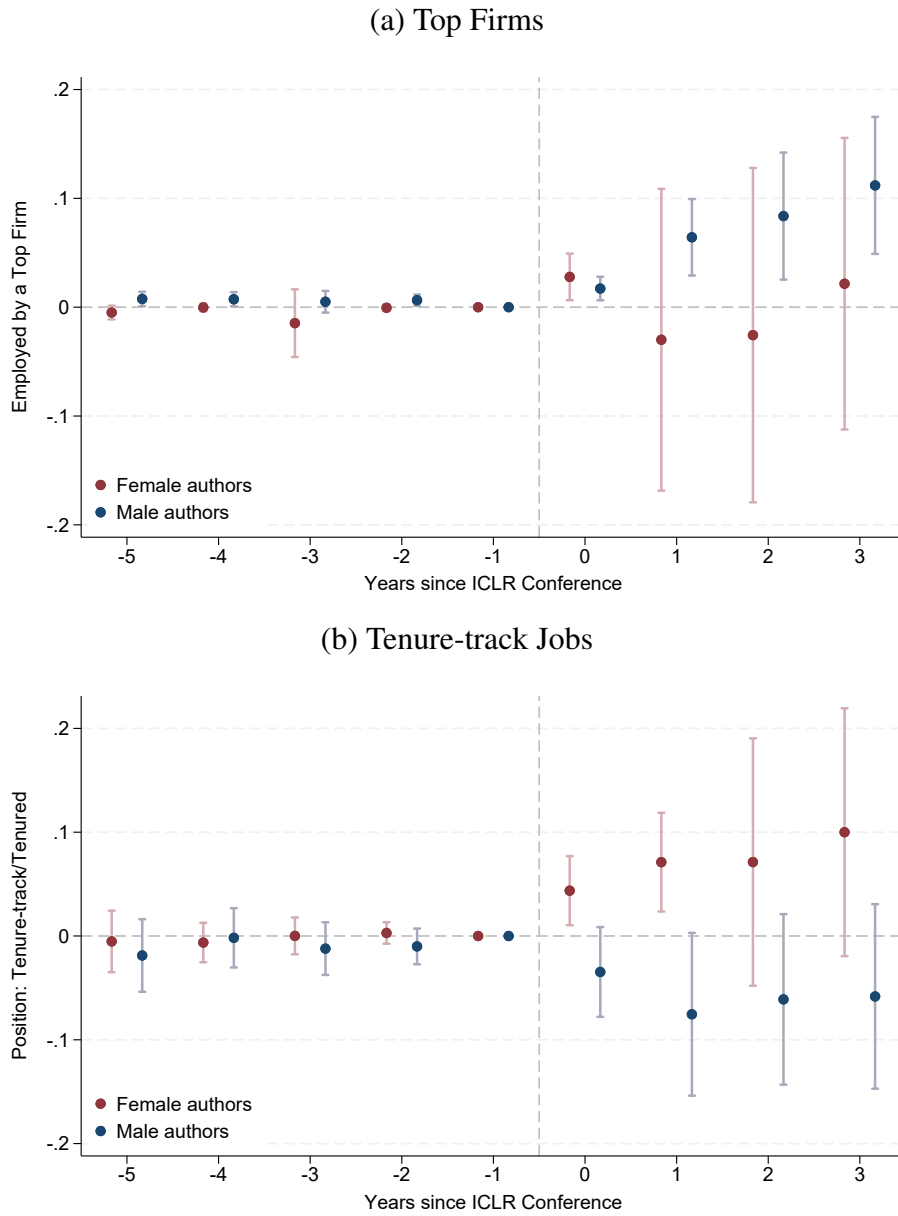 (a) Top Firms
.2
.1
0
-.1
-.2
Employed by a Top Firm
Female authors
Male authors
-5 -4 -3 -2 -1 0 1 2 3
Years since ICLR Conference
(b) Tenure-track Jobs
.2
.1
0
-.1
-.2
Position: Tenure-track/Tenured
Female authors
Male authors
-5 -4 -3 -2 -1 0 1 2 3
Years since ICLR Conference